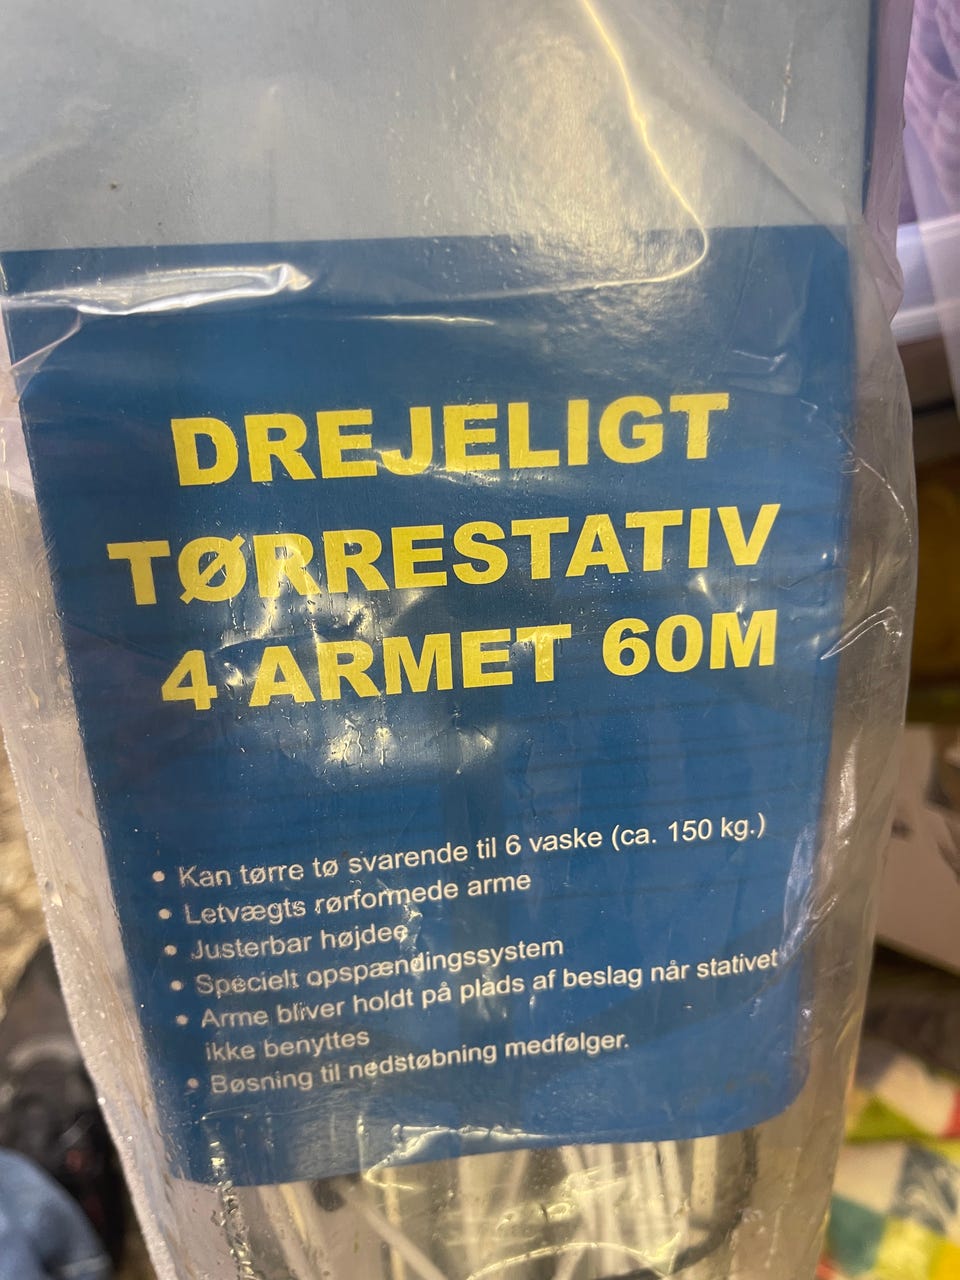 DREJELIGT
TØRRESTATIV
4 ARMET 60M
• Kan tørre tø svarende til 6 vaske (ca. 150 kg.)
• Letvægts rørformede arme
• Justerbar højdee
• Specielt opspændingssystem
• Arme bliver holdt på plads af beslag når stativet
ikke benyttes
• Bøsning til nedstøbning medfølger.